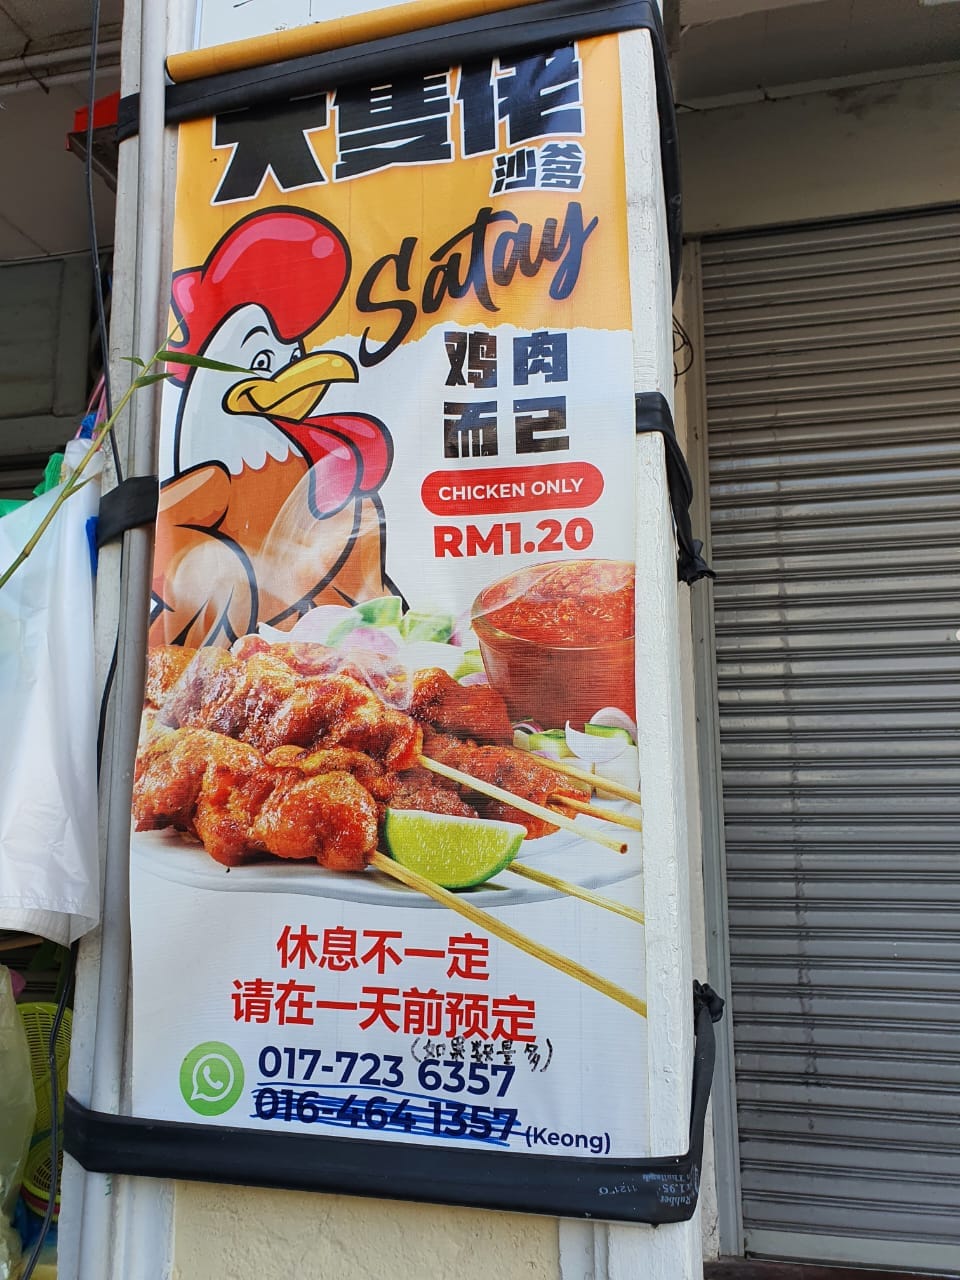 大隻佬
沙爹
Satay
鸡肉
而已
CHICKEN ONLY
RM1.20
休息不一定
请在一天前预定
(如果数量多)
017-723 6357
016-464 1357 (Keong)